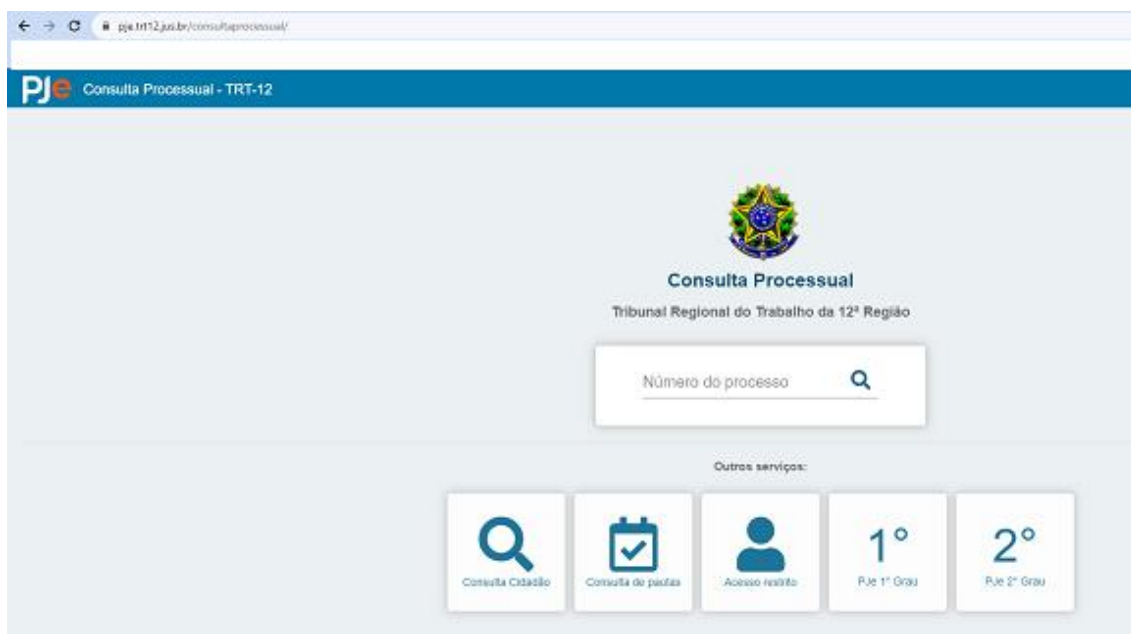 pje.trt12.jus.br/consultaprocessual/
PJe Consulta Processual - TRT-12
Consulta Processual
Tribunal Regional do Trabalho da 12ª Região
Número do processo
Outros serviços:
Consulta Cidadão
Consulta de pautas
Acesso restrito
1°
PJe 1° Grau
2°
PJe 2° Grau